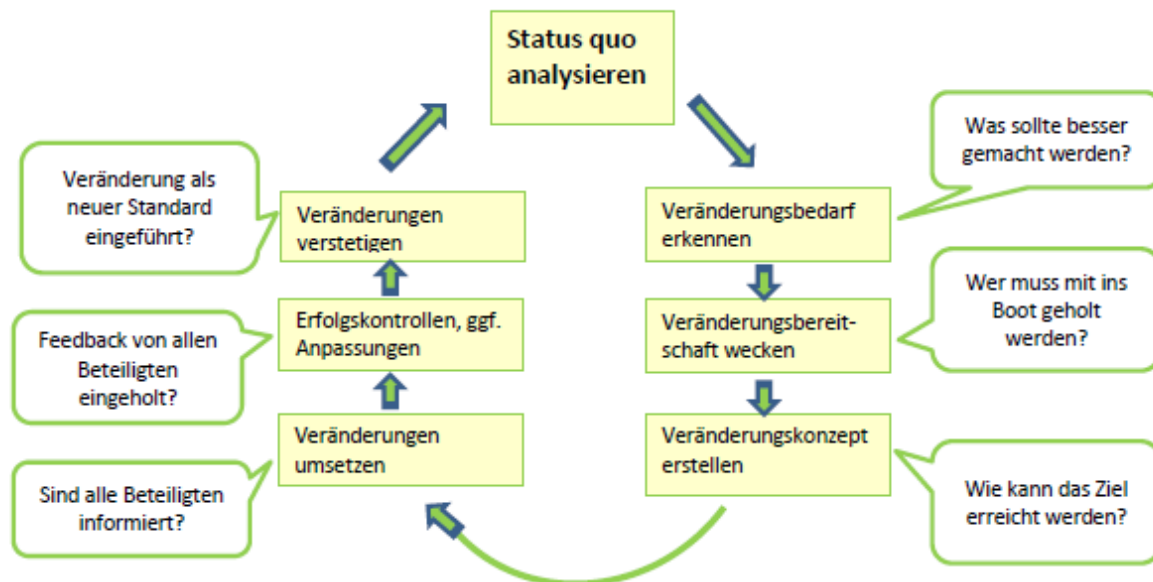 Status quo
analysieren
Was sollte besser
gemacht werden?
Veränderungsbedarf
erkennen
Wer muss mit ins
Boot geholt
werden?
Veränderungsbereit-
schaft wecken
Veränderungskonzept
erstellen
Wie kann das Ziel
erreicht werden?
Veränderungen
umsetzen
Sind alle Beteiligten
informiert?
Erfolgskontrollen, ggf.
Anpassungen
Feedback von allen
Beteiligten
eingeholt?
Veränderungen
verstetigen
Veränderung als
neuer Standard
eingeführt?